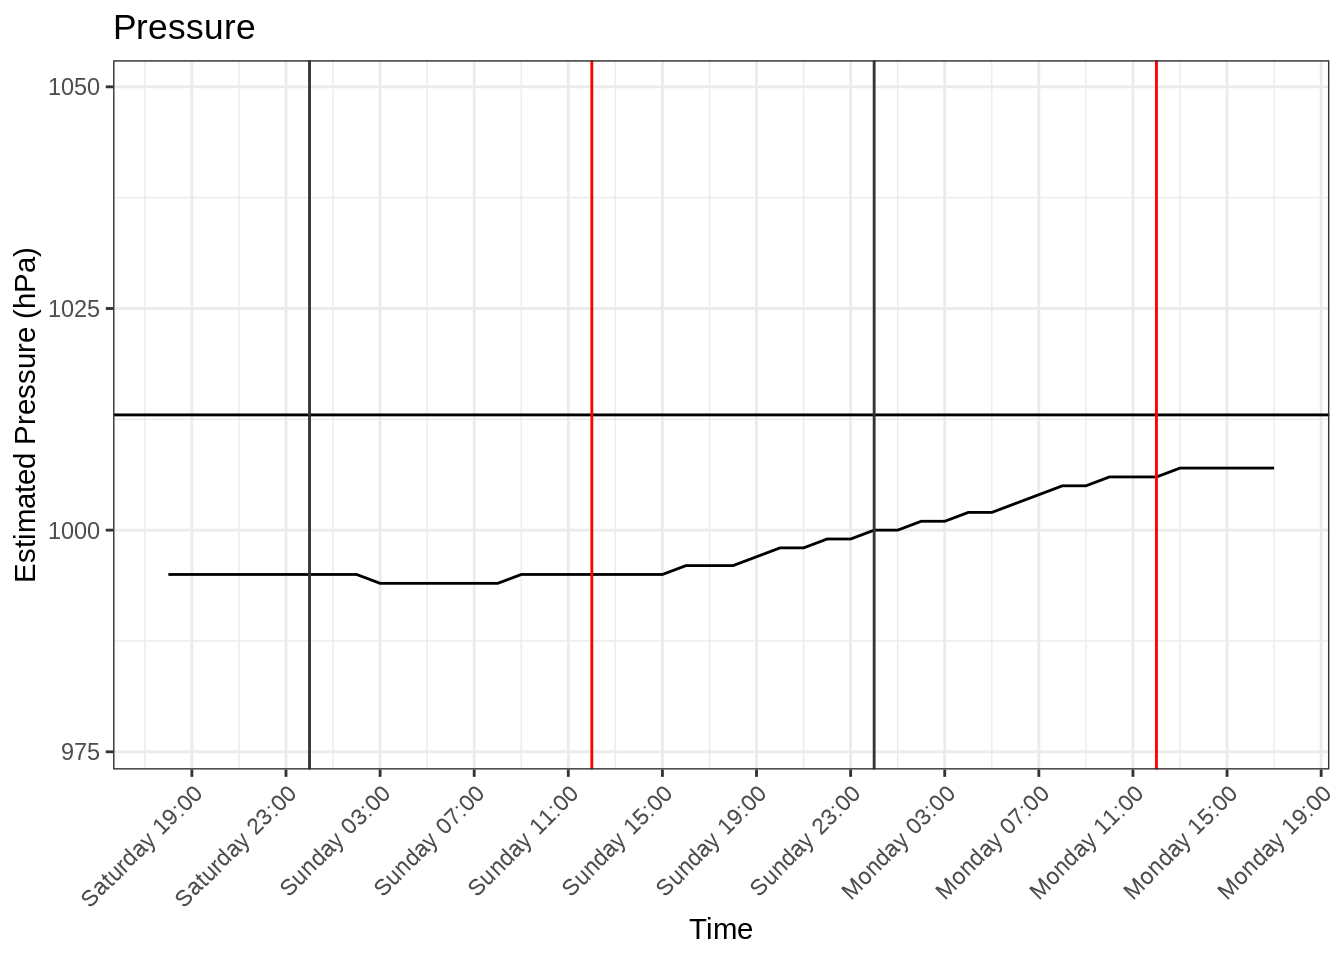 Pressure
Estimated Pressure (hPa)
1050
1025
1000
975
Saturday 19:00
Saturday 23:00
Sunday 03:00
Sunday 07:00
Sunday 11:00
Sunday 15:00
Sunday 19:00
Sunday 23:00
Monday 03:00
Monday 07:00
Monday 11:00
Monday 15:00
Monday 19:00
Time